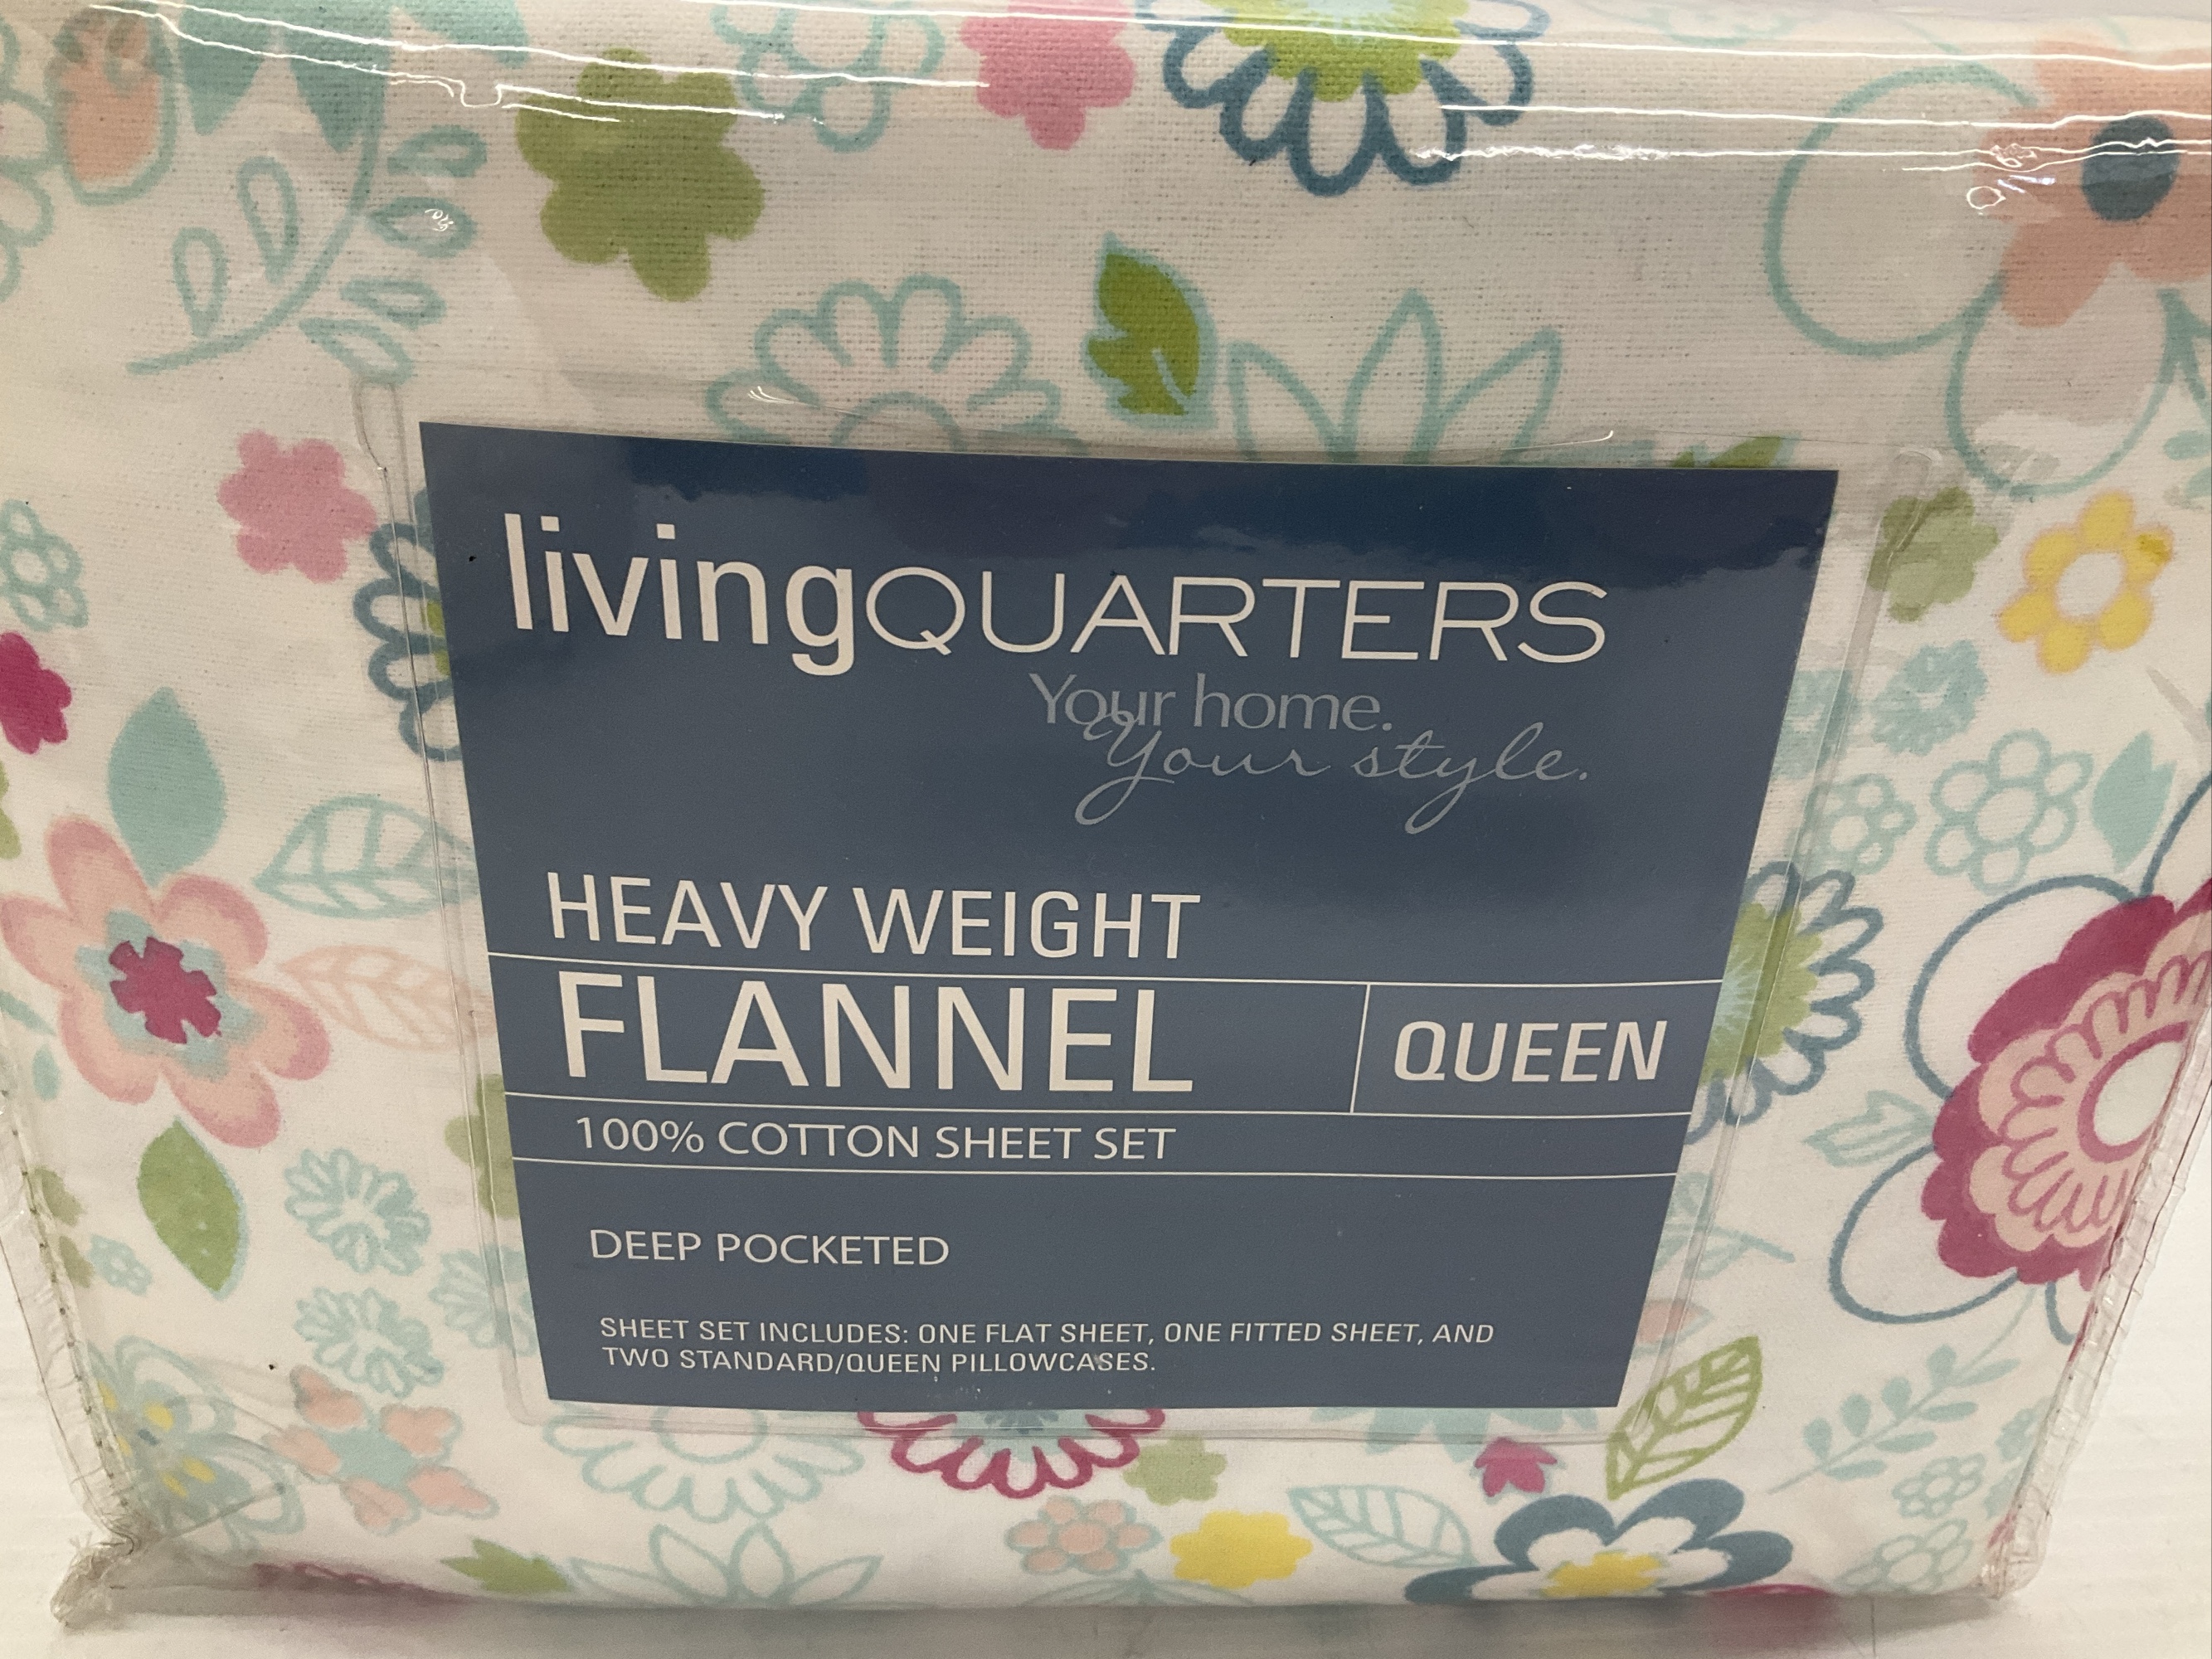 livingQUARTERS
Your home.
Your style.
HEAVY WEIGHT
FLANNEL
QUEEN
100% COTTON SHEET SET
DEEP POCKETED
SHEET SET INCLUDES: ONE FLAT SHEET, ONE FITTED SHEET, AND
TWO STANDARD/QUEEN PILLOWCASES.